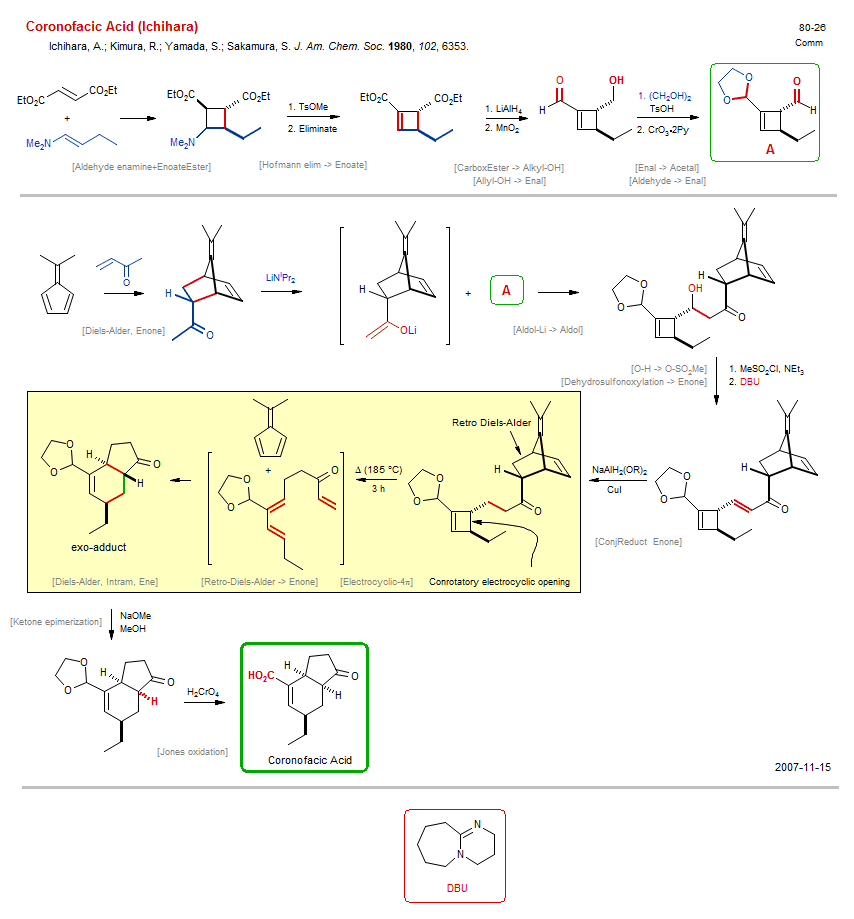 Coronofacic Acid (Ichihara)
80-26
Ichihara, A.; Kimura, R.; Yamada, S.; Sakamura, S. J. Am. Chem. Soc. 1980, 102, 6353.
Comm
EtO₂C CO₂Et
+
Me₂N
[Aldehyde enamine+EnoateEster]
EtO₂C CO₂Et
Me₂N
1. TsOMe
2. Eliminate
[Hofmann elim -> Enoate]
EtO₂C CO₂Et
1. LiAlH₄
2. MnO₂
[CarboxEster -> Alkyl-OH]
[Allyl-OH -> Enal]
O OH
H
1. (CH₂OH)₂
TsOH
2. CrO₃•2Py
[Enal -> Acetal]
[Aldehyde -> Enal]
O O
O H
A
[Diels-Alder, Enone]
O
H
O
LiNⁱPr₂
H
OLi
+
A
[Aldol-Li -> Aldol]
H
OH
O
O
O
[O-H -> O-SO₂Me]
[Dehydrosulfonoxylation -> Enone]
1. MeSO₂Cl, NEt₃
2. DBU
H
O
O
O
NaAlH₂(OR)₂
CuI
[ConjReduct Enone]
Retro Diels-Alder
H
O
O
O
Conrotatory electrocyclic opening
Δ (185 °C)
3 h
[Electrocyclic-4π]
+
O
O
O
[Retro-Diels-Alder -> Enone]
O
O
H
O
H
exo-adduct
[Diels-Alder, Intram, Ene]
[Ketone epimerization]
NaOMe
MeOH
O
O
H
O
H
H₂CrO₄
[Jones oxidation]
HO₂C
H
O
H
Coronofacic Acid
2007-11-15
N
N
DBU